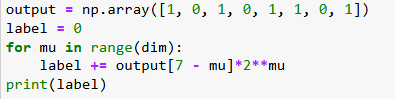 output = np.array([1, 0, 1, 0, 1, 1, 0, 1])
label = 0
for mu in range(dim):
    label += output[7 - mu]*2**mu
print(label)